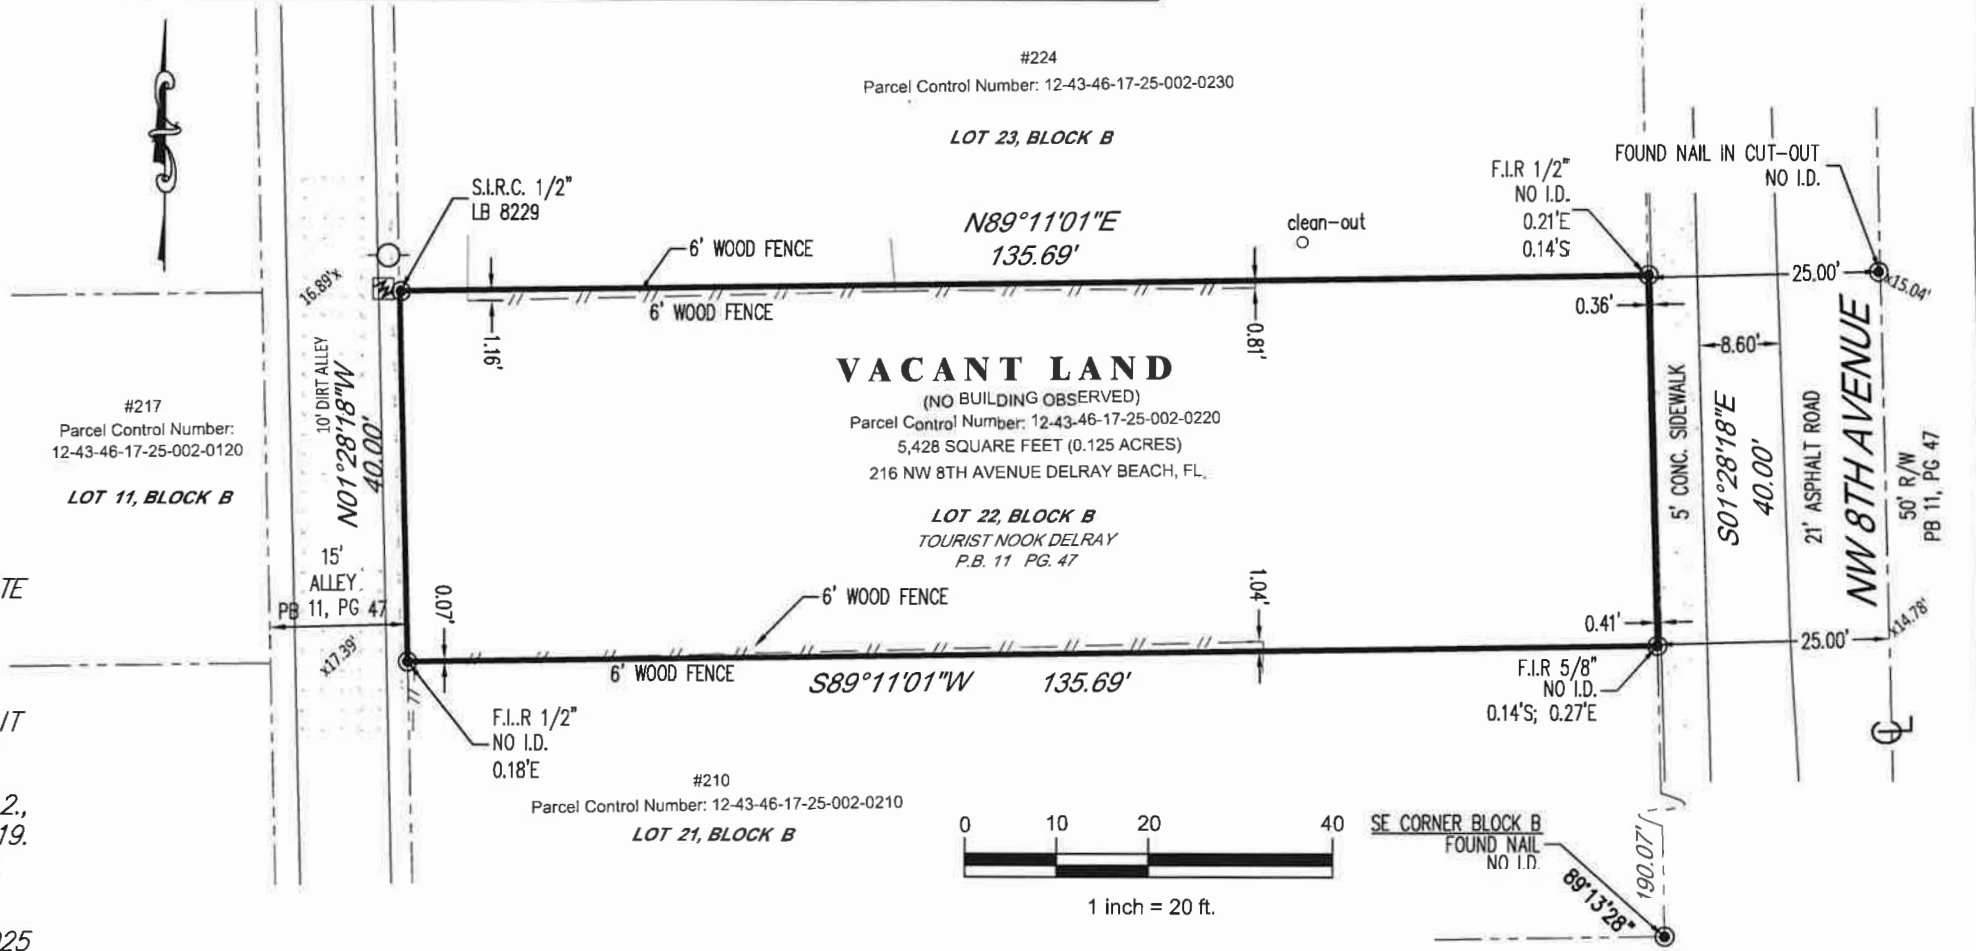 #224
Parcel Control Number: 12-43-46-17-25-002-0230
LOT 23, BLOCK B
FOUND NAIL IN CUT-OUT
NO I.D.
F.I.R 1/2"
NO I.D.
0.21'E
0.14'S
S.I.R.C. 1/2"
LB 8229
N89°11'01"E
135.69'
clean-out
6' WOOD FENCE
6' WOOD FENCE
16.89'x
25.00'
x15.04'
0.36'
1.16'
0.81'
8.60'
VACANT LAND
(NO BUILDING OBSERVED)
Parcel Control Number: 12-43-46-17-25-002-0220
5,428 SQUARE FEET (0.125 ACRES)
216 NW 8TH AVENUE DELRAY BEACH, FL.
LOT 22, BLOCK B
TOURIST NOOK DELRAY
P.B. 11 PG. 47
#217
Parcel Control Number:
12-43-46-17-25-002-0120
LOT 11, BLOCK B
10' DIRT ALLEY
N01°28'18"W
40.00'
15'
ALLEY
PB 11, PG 47
5' CONC. SIDEWALK
S01°28'18"E
40.00'
21' ASPHALT ROAD
NW 8TH AVENUE
50' R/W
PB 11, PG 47
TE
0.07'
6' WOOD FENCE
1.04'
0.41'
25.00'
x14.78'
x17.39'
6' WOOD FENCE
S89°11'01"W 135.69'
F.I.R 5/8"
NO I.D.
0.14'S; 0.27'E
F.I..R 1/2"
NO I.D.
0.18'E
IT
#210
Parcel Control Number: 12-43-46-17-25-002-0210
LOT 21, BLOCK B
2.,
19.
0 10 20 40
1 inch = 20 ft.
SE CORNER BLOCK B
FOUND NAIL
NO I.D.
190.07'
89°13'28"
025